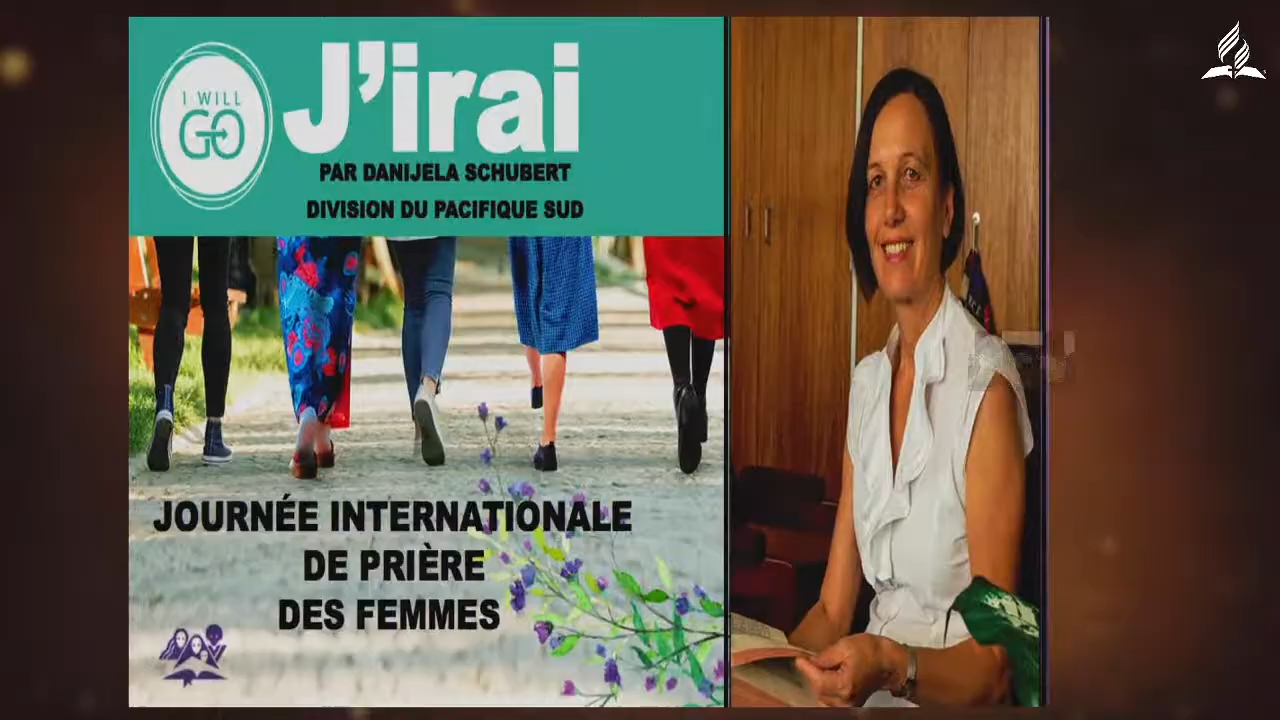 I WILL
GO
J'irai
PAR DANIJELA SCHUBERT
DIVISION DU PACIFIQUE SUD
JOURNÉE INTERNATIONALE
DE PRIÈRE
DES FEMMES